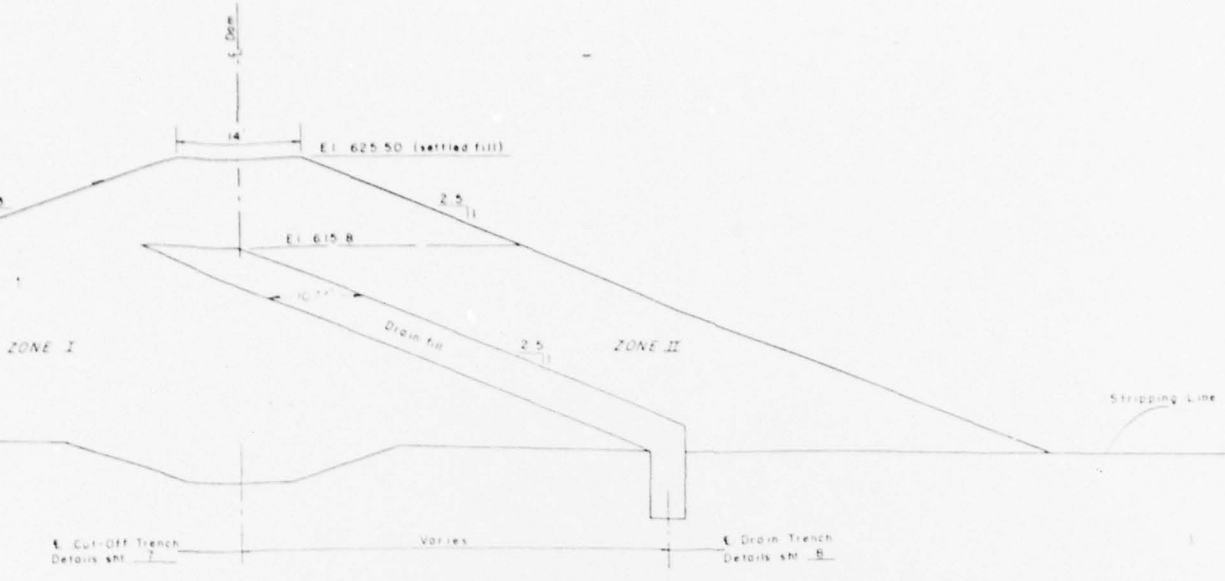 ℄ Dam
14'
El. 625.50 (settled fill)
2.5
1
El. 615.8
Drain fill
2.5
1
ZONE I
ZONE II
Stripping Line
℄ Cut-Off Trench
Details sht. 7
Varies
℄ Drain Trench
Details sht. 8